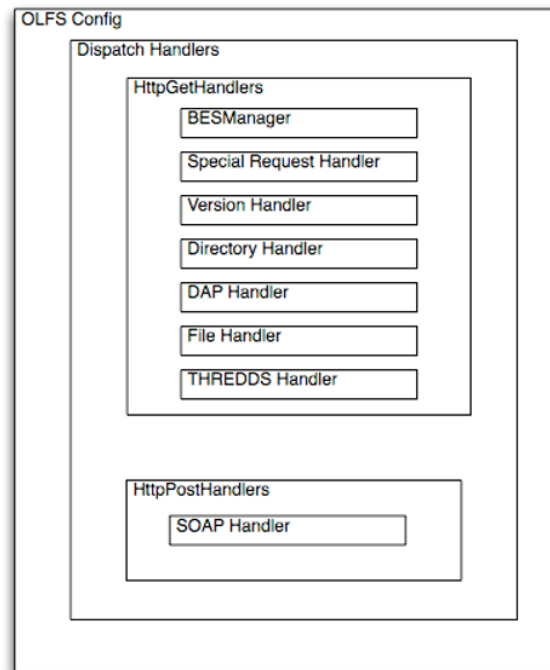 OLFS Config
Dispatch Handlers
HttpGetHandlers
BESManager
Special Request Handler
Version Handler
Directory Handler
DAP Handler
File Handler
THREDDS Handler
HttpPostHandlers
SOAP Handler